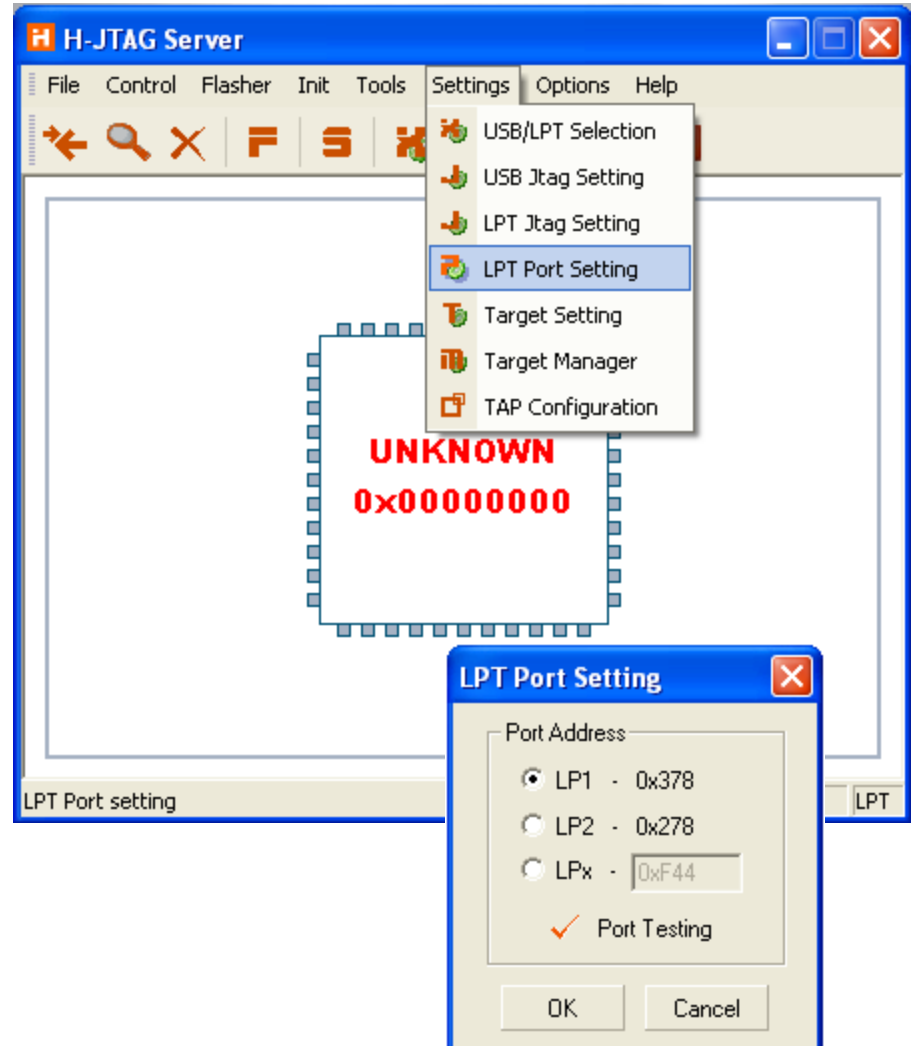 H-JTAG Server
File Control Flasher Init Tools Settings Options Help
USB/LPT Selection
USB Jtag Setting
LPT Jtag Setting
LPT Port Setting
Target Setting
Target Manager
TAP Configuration
UNKNOWN
0x00000000
LPT Port setting
LPT
LPT Port Setting
Port Address
LP1 - 0x378
LP2 - 0x278
LPx - 0xF44
Port Testing
OK Cancel